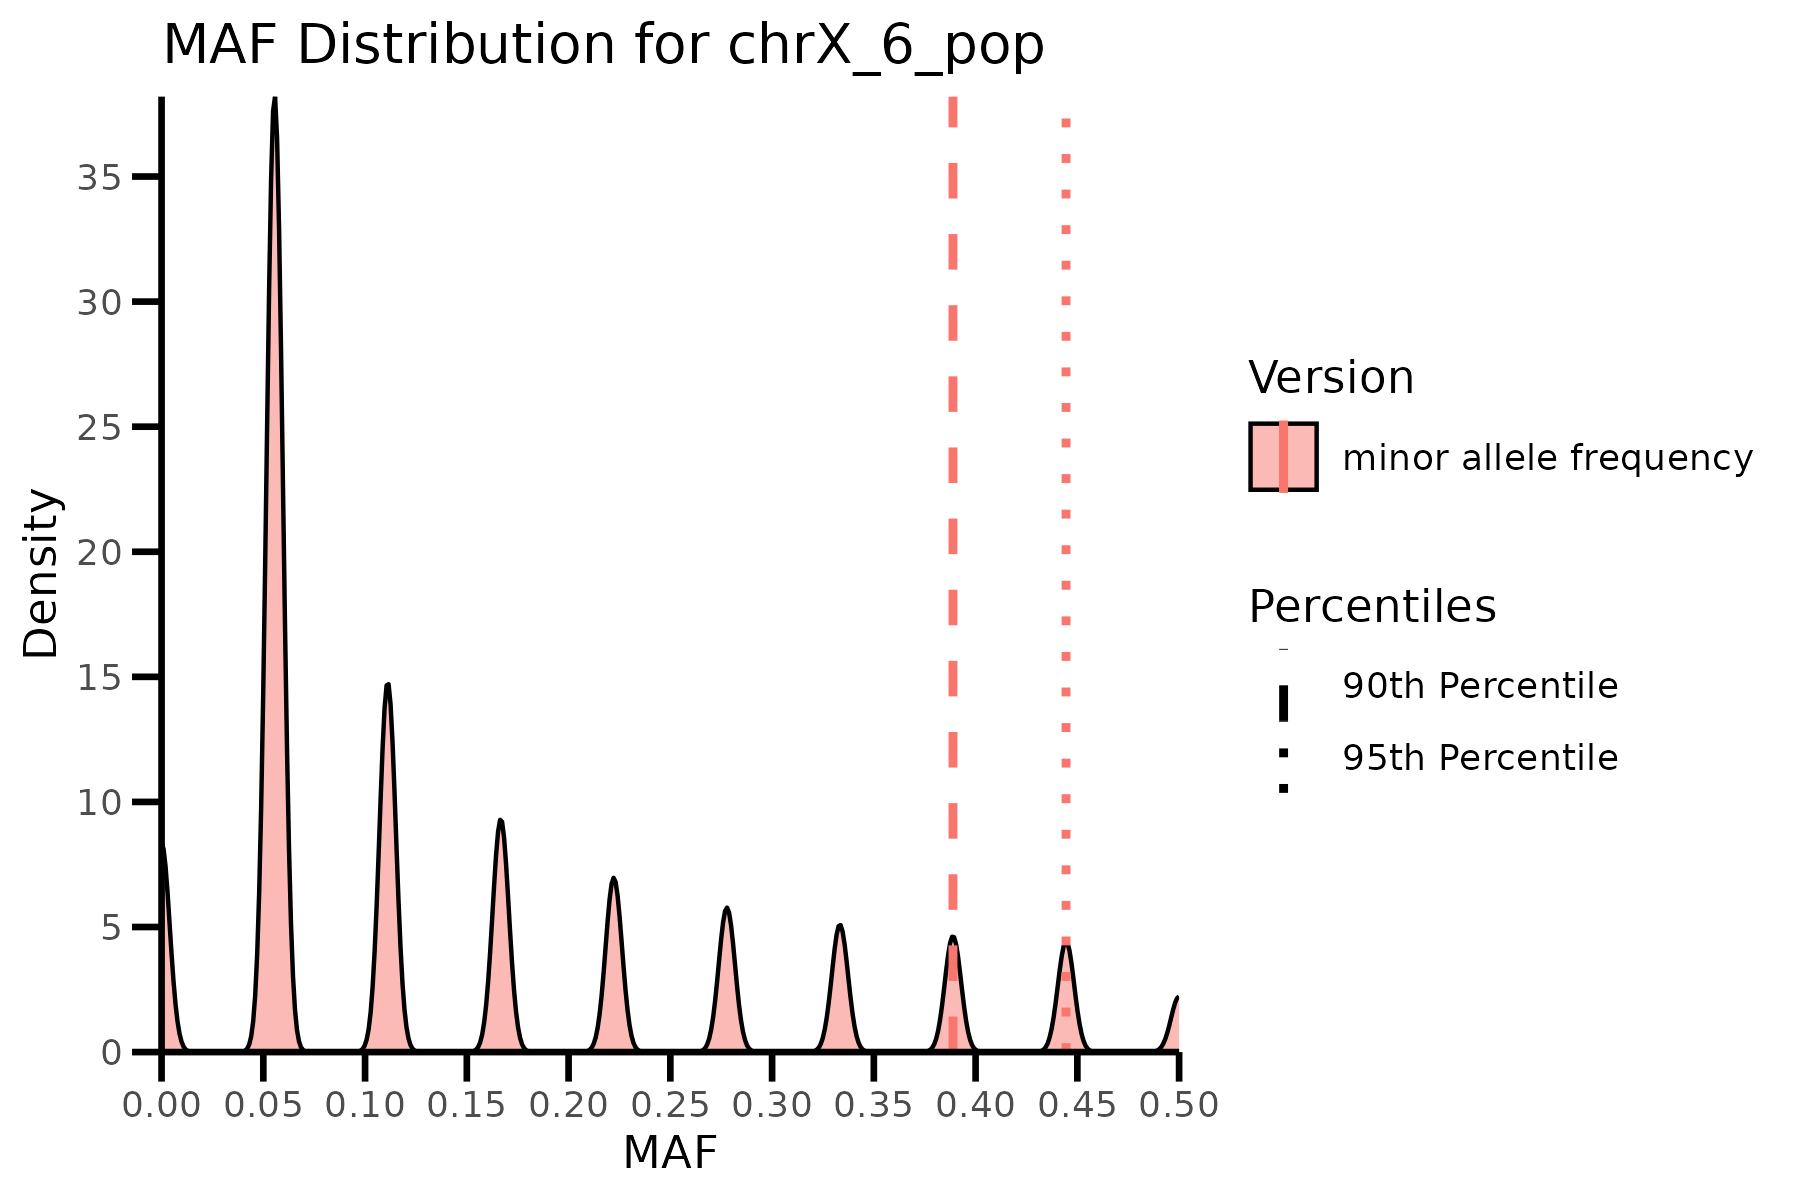 MAF Distribution for chrX_6_pop
Density
35
30
25
20
15
10
5
0
0.00 0.05 0.10 0.15 0.20 0.25 0.30 0.35 0.40 0.45 0.50
MAF
Version
minor allele frequency
Percentiles
90th Percentile
95th Percentile